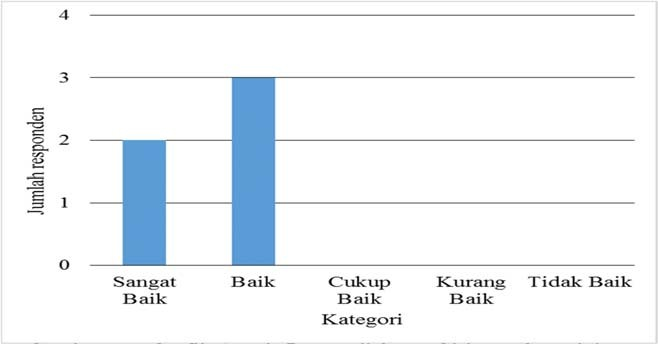 4
3
2
1
0
Jumlah responden
Sangat Baik
Baik
Cukup Baik
Kurang Baik
Tidak Baik
Kategori